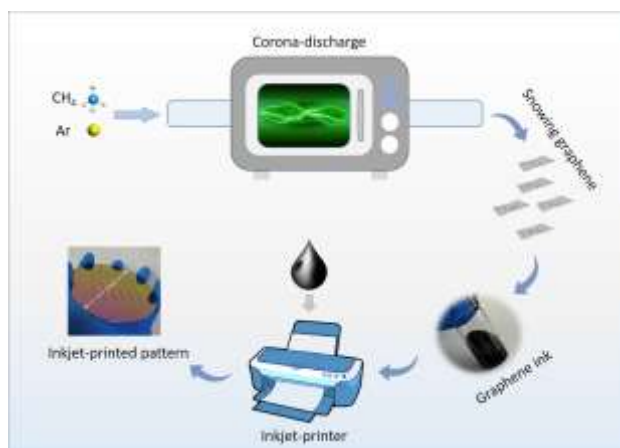 Corona-discharge
CH₄
Ar
Snowing graphene
Inkjet-printed pattern
Graphene ink
Inkjet-printer